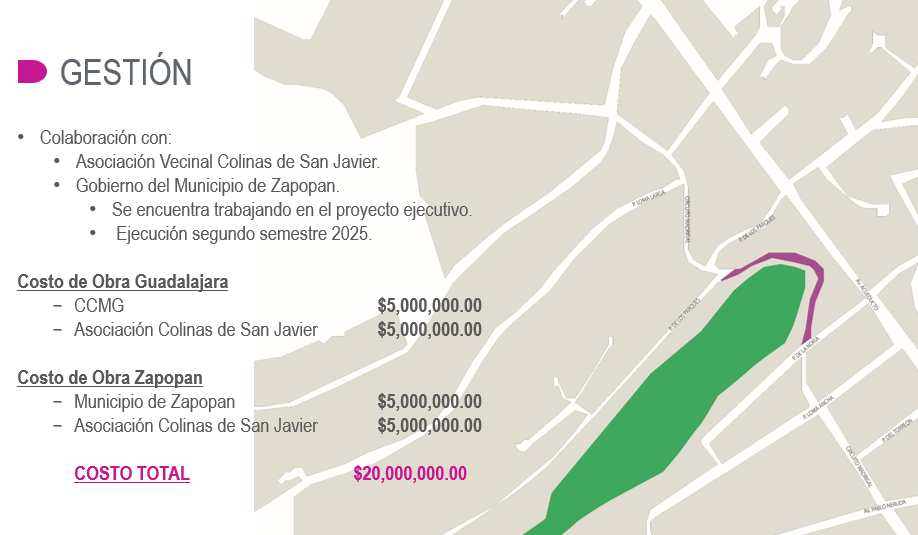 GESTIÓN
• Colaboración con:
• Asociación Vecinal Colinas de San Javier.
• Gobierno del Municipio de Zapopan.
• Se encuentra trabajando en el proyecto ejecutivo.
• Ejecución segundo semestre 2025.
Costo de Obra Guadalajara
– CCMG $5,000,000.00
– Asociación Colinas de San Javier $5,000,000.00
Costo de Obra Zapopan
– Municipio de Zapopan $5,000,000.00
– Asociación Colinas de San Javier $5,000,000.00
COSTO TOTAL $20,000,000.00
P. LOMA LARGA
CIRCUITO MADRIGAL
P. DE LOS PARQUES
P. DE LOS PARQUES
AV. ACUEDUCTO
P. DE LA NORIA
P. LOMA ANCHA
P. DEL TORREÓN
CIRCUITO MADRIGAL
AV. PABLO NERUDA